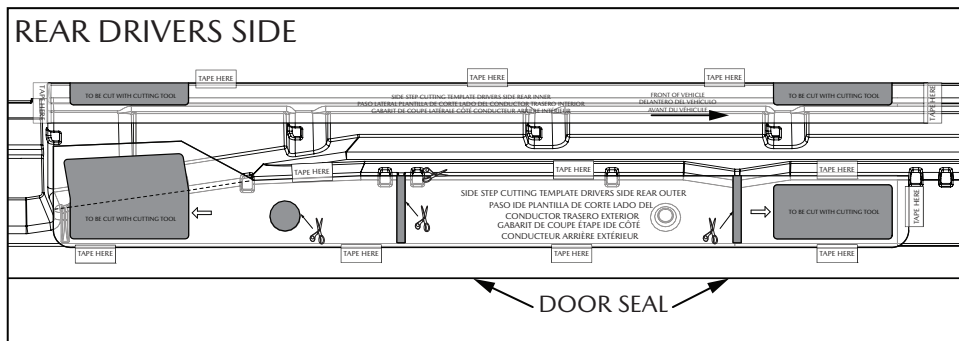 REAR DRIVERS SIDE
TAPE HERE
TAPE HERE
TAPE HERE
TAPE HERE
TAPE HERE
TO BE CUT WITH CUTTING TOOL
TO BE CUT WITH CUTTING TOOL
SIDE STEP CUTTING TEMPLATE DRIVERS SIDE REAR INNER
PASO LATERAL PLANTILLA DE CORTE LADO DEL CONDUCTOR TRASERO INTERIOR
GABARIT DE COUPE LATÉRALE CÔTÉ CONDUCTEUR ARRIÈRE INTÉRIEUR
FRONT OF VEHICLE
DELANTERO DEL VEHÍCULO
AVANT DU VÉHICULE
TAPE HERE
TAPE HERE
TAPE HERE
TAPE HERE
SIDE STEP CUTTING TEMPLATE DRIVERS SIDE REAR OUTER
PASO IDE PLANTILLA DE CORTE LADO DEL
CONDUCTOR TRASERO EXTERIOR
GABARIT DE COUPE ÉTAPE IDE CÔTÉ
CONDUCTEUR ARRIÈRE EXTÉRIEUR
TO BE CUT WITH CUTTING TOOL
TO BE CUT WITH CUTTING TOOL
TAPE HERE
TAPE HERE
TAPE HERE
TAPE HERE
DOOR SEAL